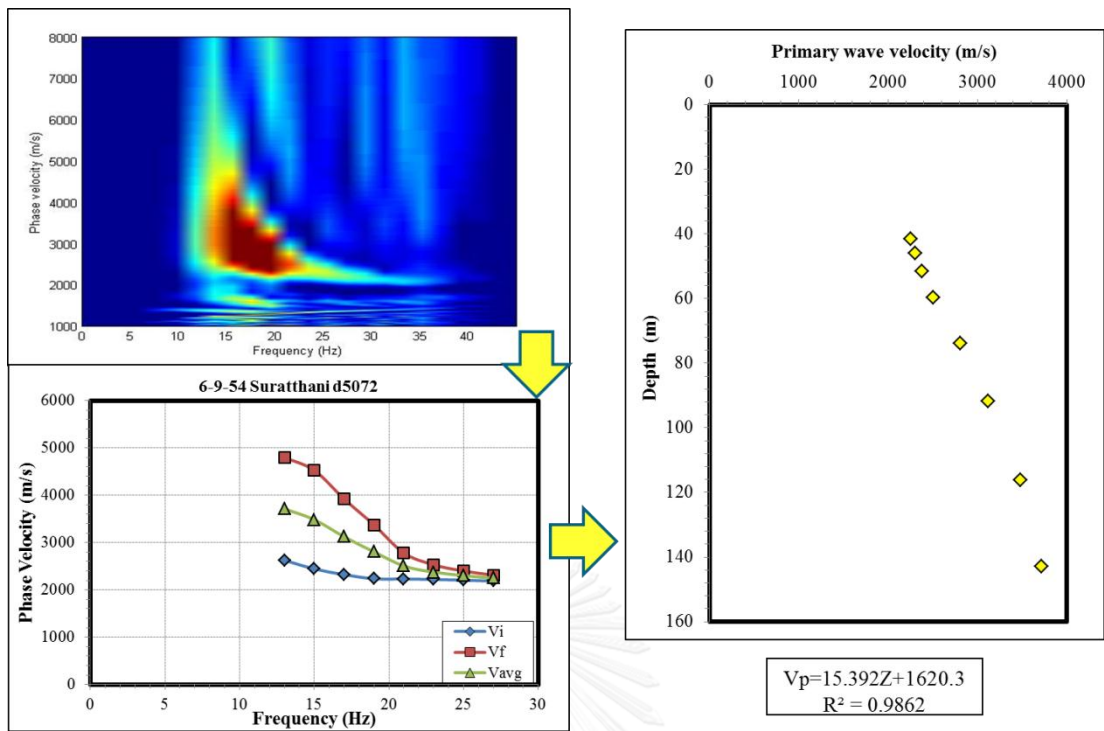 8000
7000
6000
5000
4000
3000
2000
1000
Phase velocity (m/s)
0 5 10 15 20 25 30 35 40
Frequency (Hz)
6-9-54 Suratthani d5072
6000
5000
4000
3000
2000
1000
0
Phase Velocity (m/s)
Vi
Vf
Vavg
0 5 10 15 20 25 30
Frequency (Hz)
Primary wave velocity (m/s)
0 1000 2000 3000 4000
0
20
40
60
80
100
120
140
160
Depth (m)
Vp=15.392Z+1620.3
R² = 0.9862